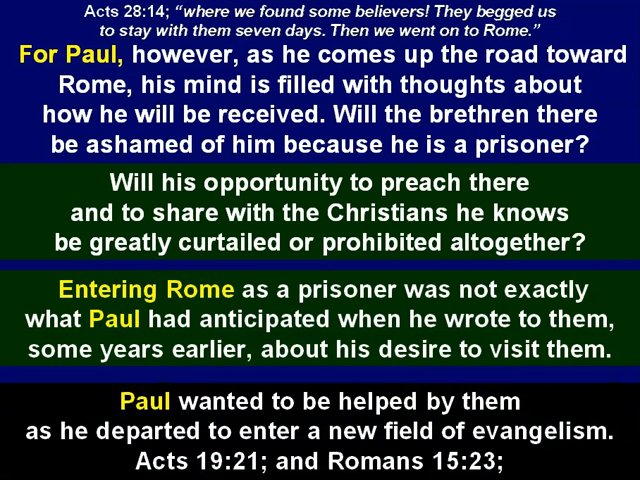 Acts 28:14; “where we found some believers! They begged us
to stay with them seven days. Then we went on to Rome.”
For Paul, however, as he comes up the road toward
Rome, his mind is filled with thoughts about
how he will be received. Will the brethren there
be ashamed of him because he is a prisoner?
Will his opportunity to preach there
and to share with the Christians he knows
be greatly curtailed or prohibited altogether?
Entering Rome as a prisoner was not exactly
what Paul had anticipated when he wrote to them,
some years earlier, about his desire to visit them.
Paul wanted to be helped by them
as he departed to enter a new field of evangelism.
Acts 19:21; and Romans 15:23;